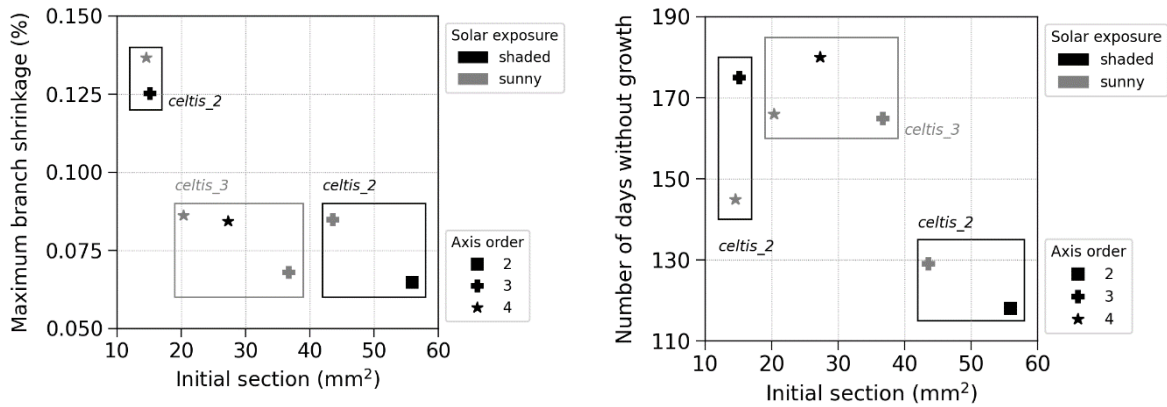 Maximum branch shrinkage (%)
0.150
0.125
0.100
0.075
0.050
10 20 30 40 50 60
Initial section (mm²)
celtis_2
celtis_3
celtis_2
Solar exposure
shaded
sunny
Axis order
2
3
4
Number of days without growth
190
170
150
130
110
10 20 30 40 50 60
Initial section (mm²)
celtis_3
celtis_2
celtis_2
Solar exposure
shaded
sunny
Axis order
2
3
4